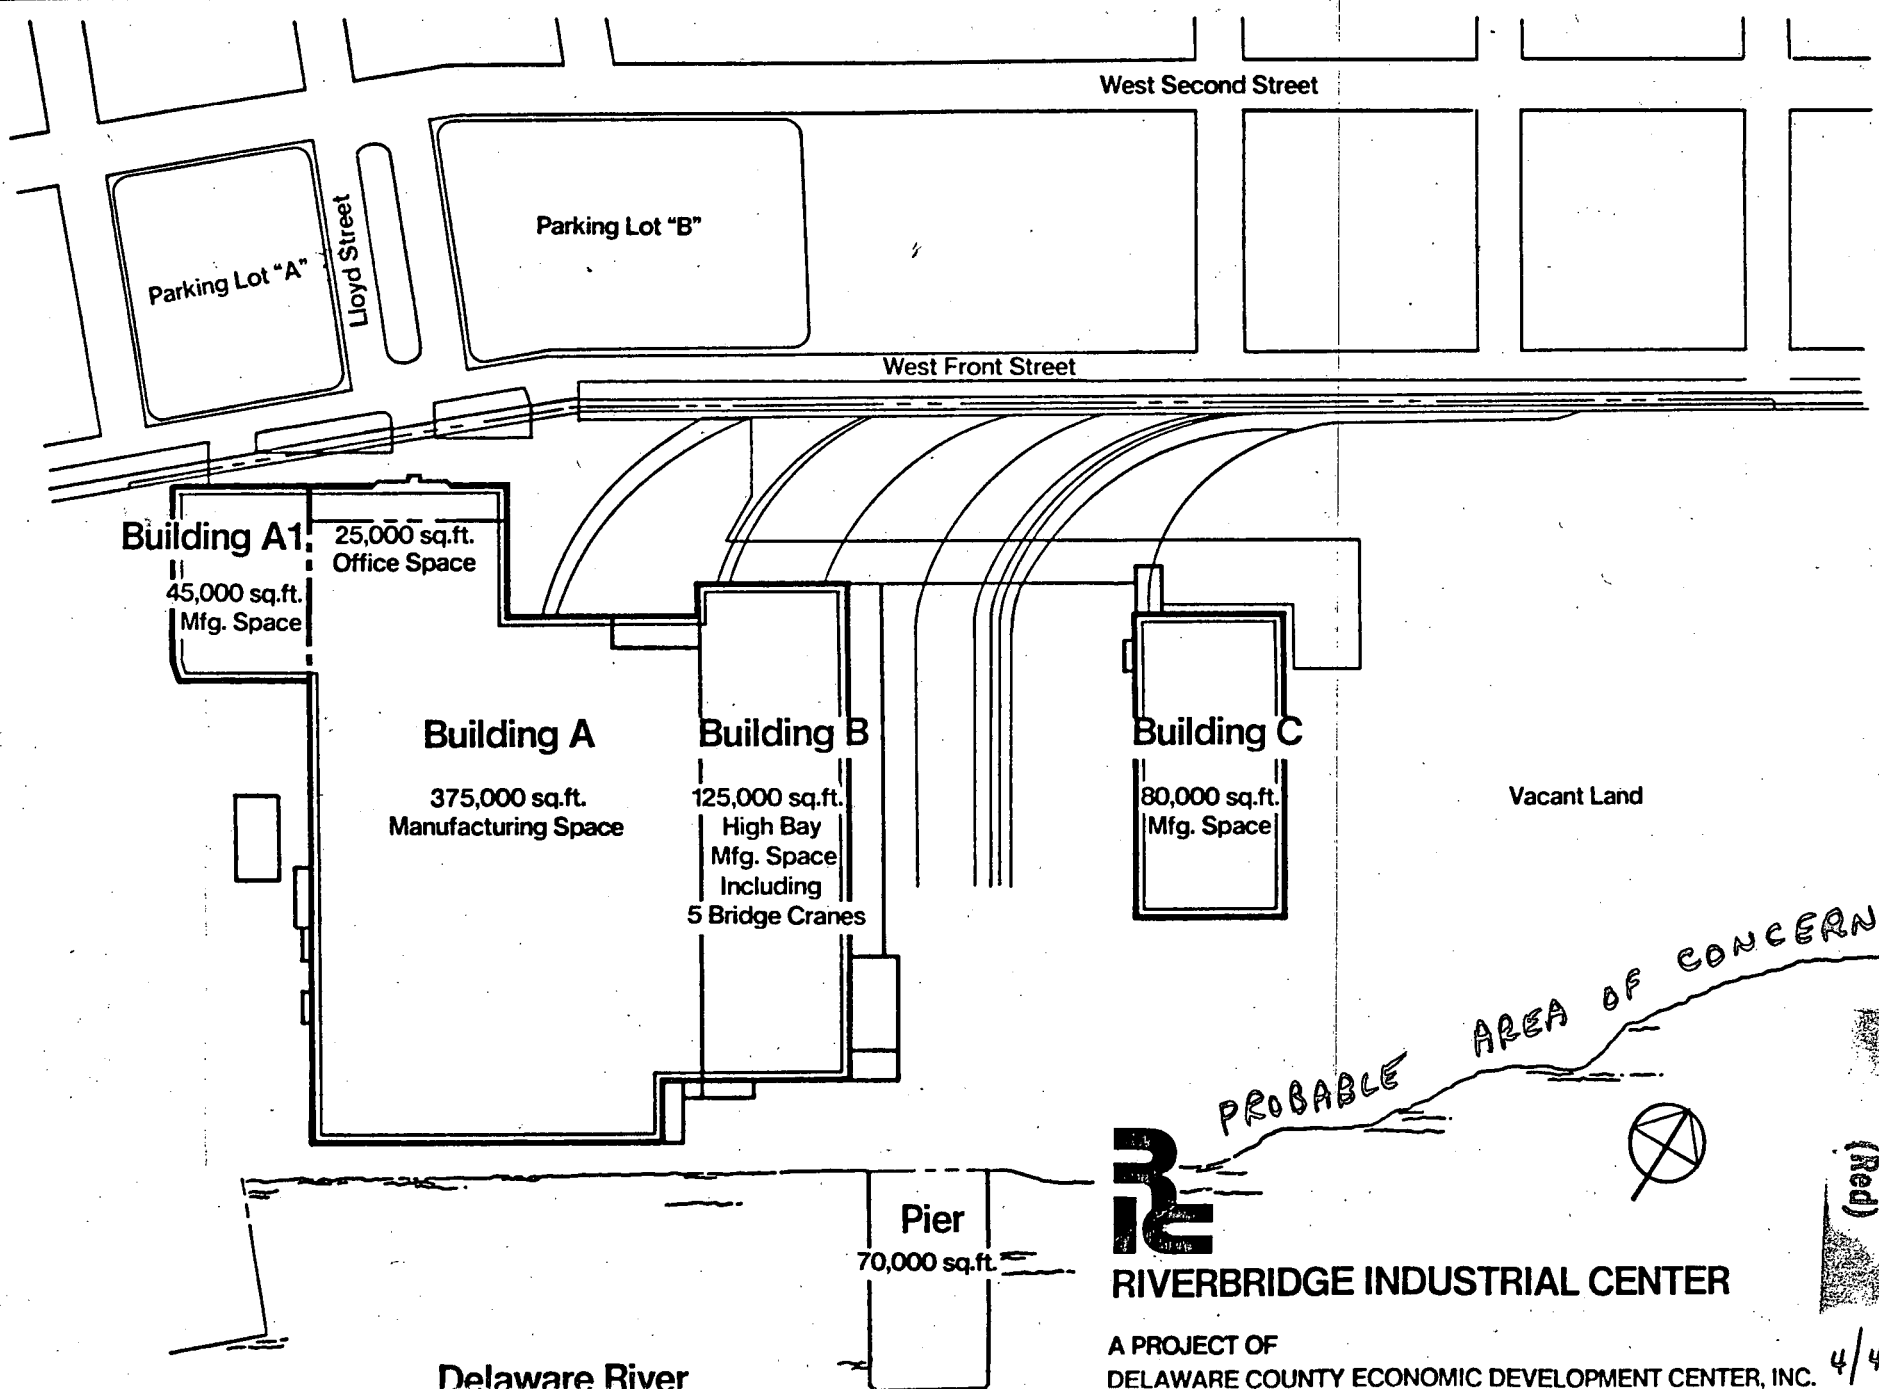 West Second Street
Parking Lot "B"
Lloyd Street
Parking Lot "A"
West Front Street
Building A1
25,000 sq.ft.
Office Space
45,000 sq.ft.
Mfg. Space
Building A
375,000 sq.ft.
Manufacturing Space
Building B
125,000 sq.ft.
High Bay
Mfg. Space
Including
5 Bridge Cranes
Building C
80,000 sq.ft.
Mfg. Space
Vacant Land
PROBABLE AREA OF CONCERN
(Red)
Pier
70,000 sq.ft.
RIC
RIVERBRIDGE INDUSTRIAL CENTER
A PROJECT OF
DELAWARE COUNTY ECONOMIC DEVELOPMENT CENTER, INC.
4/4
Delaware River